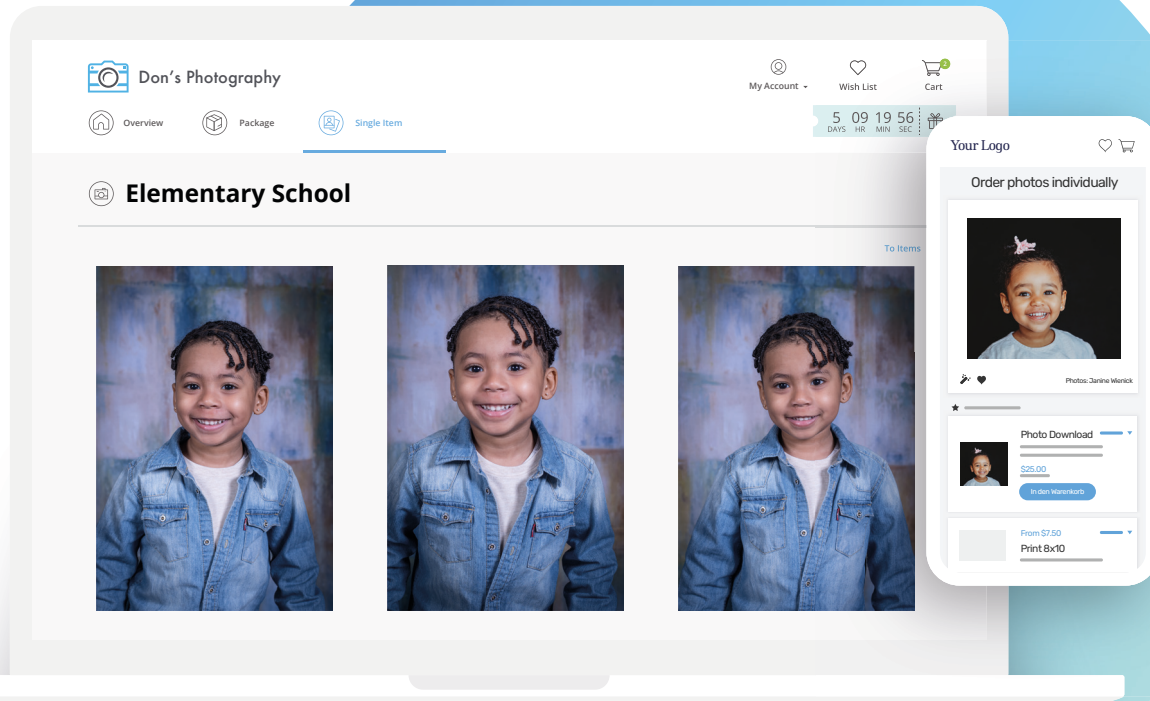 Don's Photography
My Account
Wish List
2
Cart
Overview
Package
Single Item
5 09 19 56
DAYS HR MIN SEC
Elementary School
To Items
Your Logo
Order photos individually
Photos: Janine Wienick
Photo Download
$25.00
In den Warenkorb
From $7.50
Print 8x10